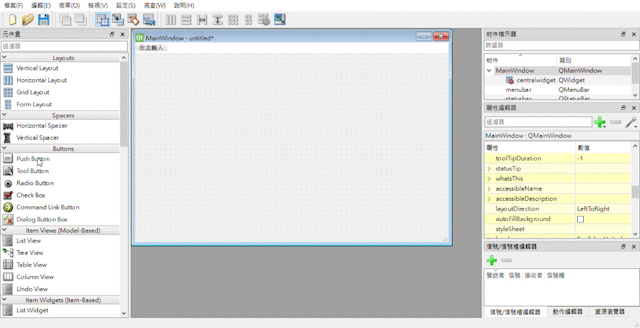 檔案(F) 編輯(E) 表單(O) 檢視(V) 設定(S) 視窗(W) 說明(H)
元件盒
過濾器
Layouts
Vertical Layout
Horizontal Layout
Grid Layout
Form Layout
Spacers
Horizontal Spacer
Vertical Spacer
Buttons
Push Button
Tool Button
Radio Button
Check Box
Command Link Button
Dialog Button Box
Item Views (Model-Based)
List View
Tree View
Table View
Column View
Undo View
Item Widgets (Item-Based)
List Widget
MainWindow - untitled*
在此輸入
物件指示器
過濾器
物件 類別
MainWindow QMainWindow
centralwidget QWidget
menubar QMenuBar
statusbar QStatusBar
屬性編輯器
過濾器
MainWindow : QMainWindow
屬性 數值
toolTipDuration -1
statusTip
whatsThis
accessibleName
accessibleDescription
layoutDirection LeftToRight
autoFillBackground
styleSheet
信號/信號槽編輯器
發送者 信號 接收者 信號槽
信號/信號槽編輯器 動作編輯器 資源瀏覽器